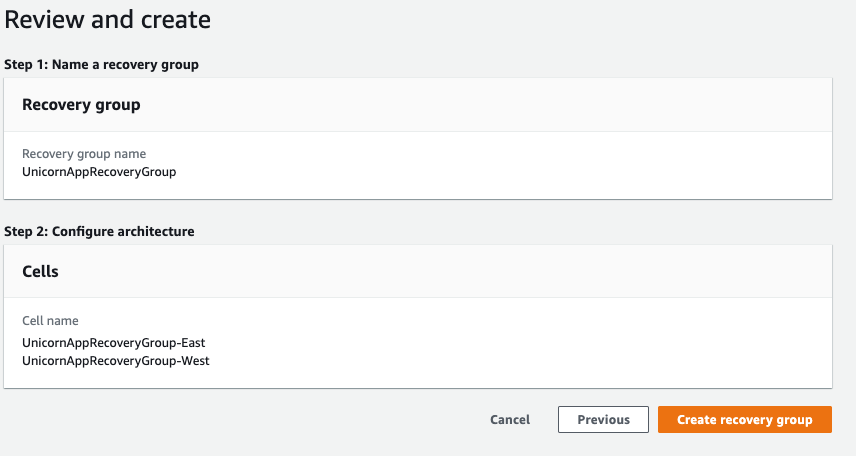 Review and create
Step 1: Name a recovery group
Recovery group
Recovery group name
UnicornAppRecoveryGroup
Step 2: Configure architecture
Cells
Cell name
UnicornAppRecoveryGroup-East
UnicornAppRecoveryGroup-West
Cancel
Previous
Create recovery group